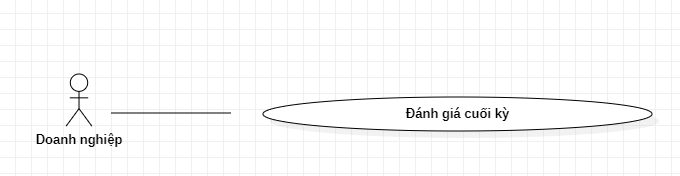 Đánh giá cuối kỳ
Doanh nghiệp